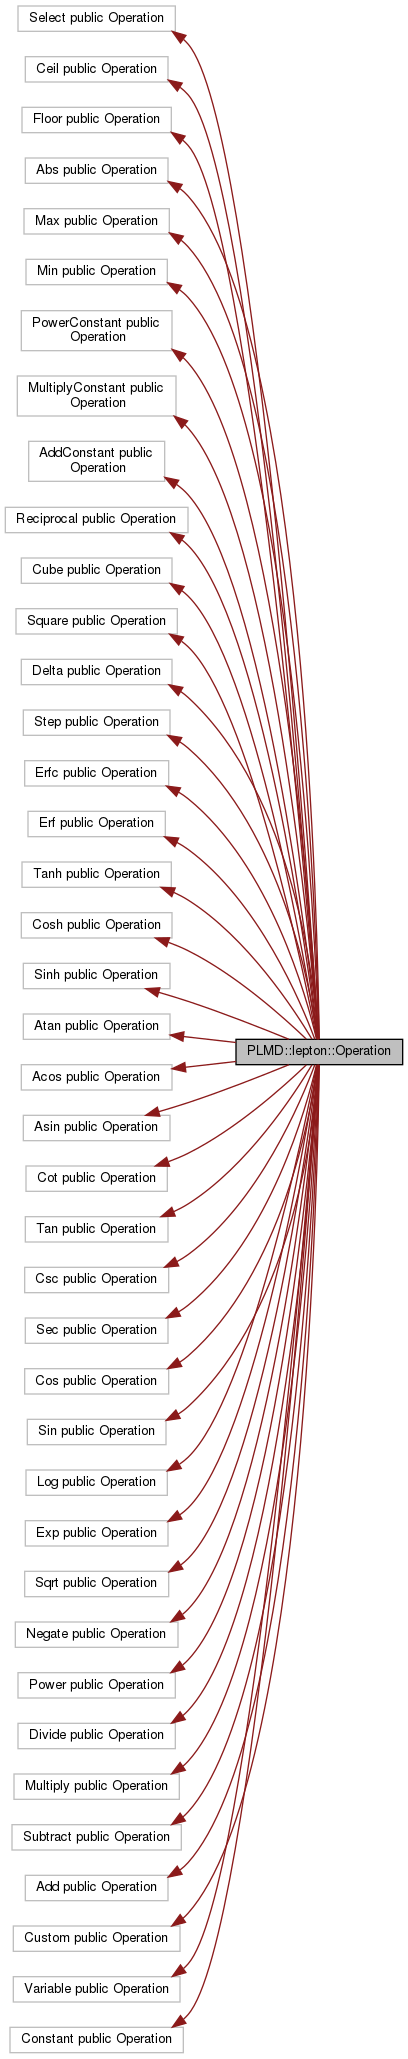 Select public Operation
Ceil public Operation
Floor public Operation
Abs public Operation
Max public Operation
Min public Operation
PowerConstant public
Operation
MultiplyConstant public
Operation
AddConstant public
Operation
Reciprocal public Operation
Cube public Operation
Square public Operation
Delta public Operation
Step public Operation
Erfc public Operation
Erf public Operation
Tanh public Operation
Cosh public Operation
Sinh public Operation
Atan public Operation
PLMD::lepton::Operation
Acos public Operation
Asin public Operation
Cot public Operation
Tan public Operation
Csc public Operation
Sec public Operation
Cos public Operation
Sin public Operation
Log public Operation
Exp public Operation
Sqrt public Operation
Negate public Operation
Power public Operation
Divide public Operation
Multiply public Operation
Subtract public Operation
Add public Operation
Custom public Operation
Variable public Operation
Constant public Operation